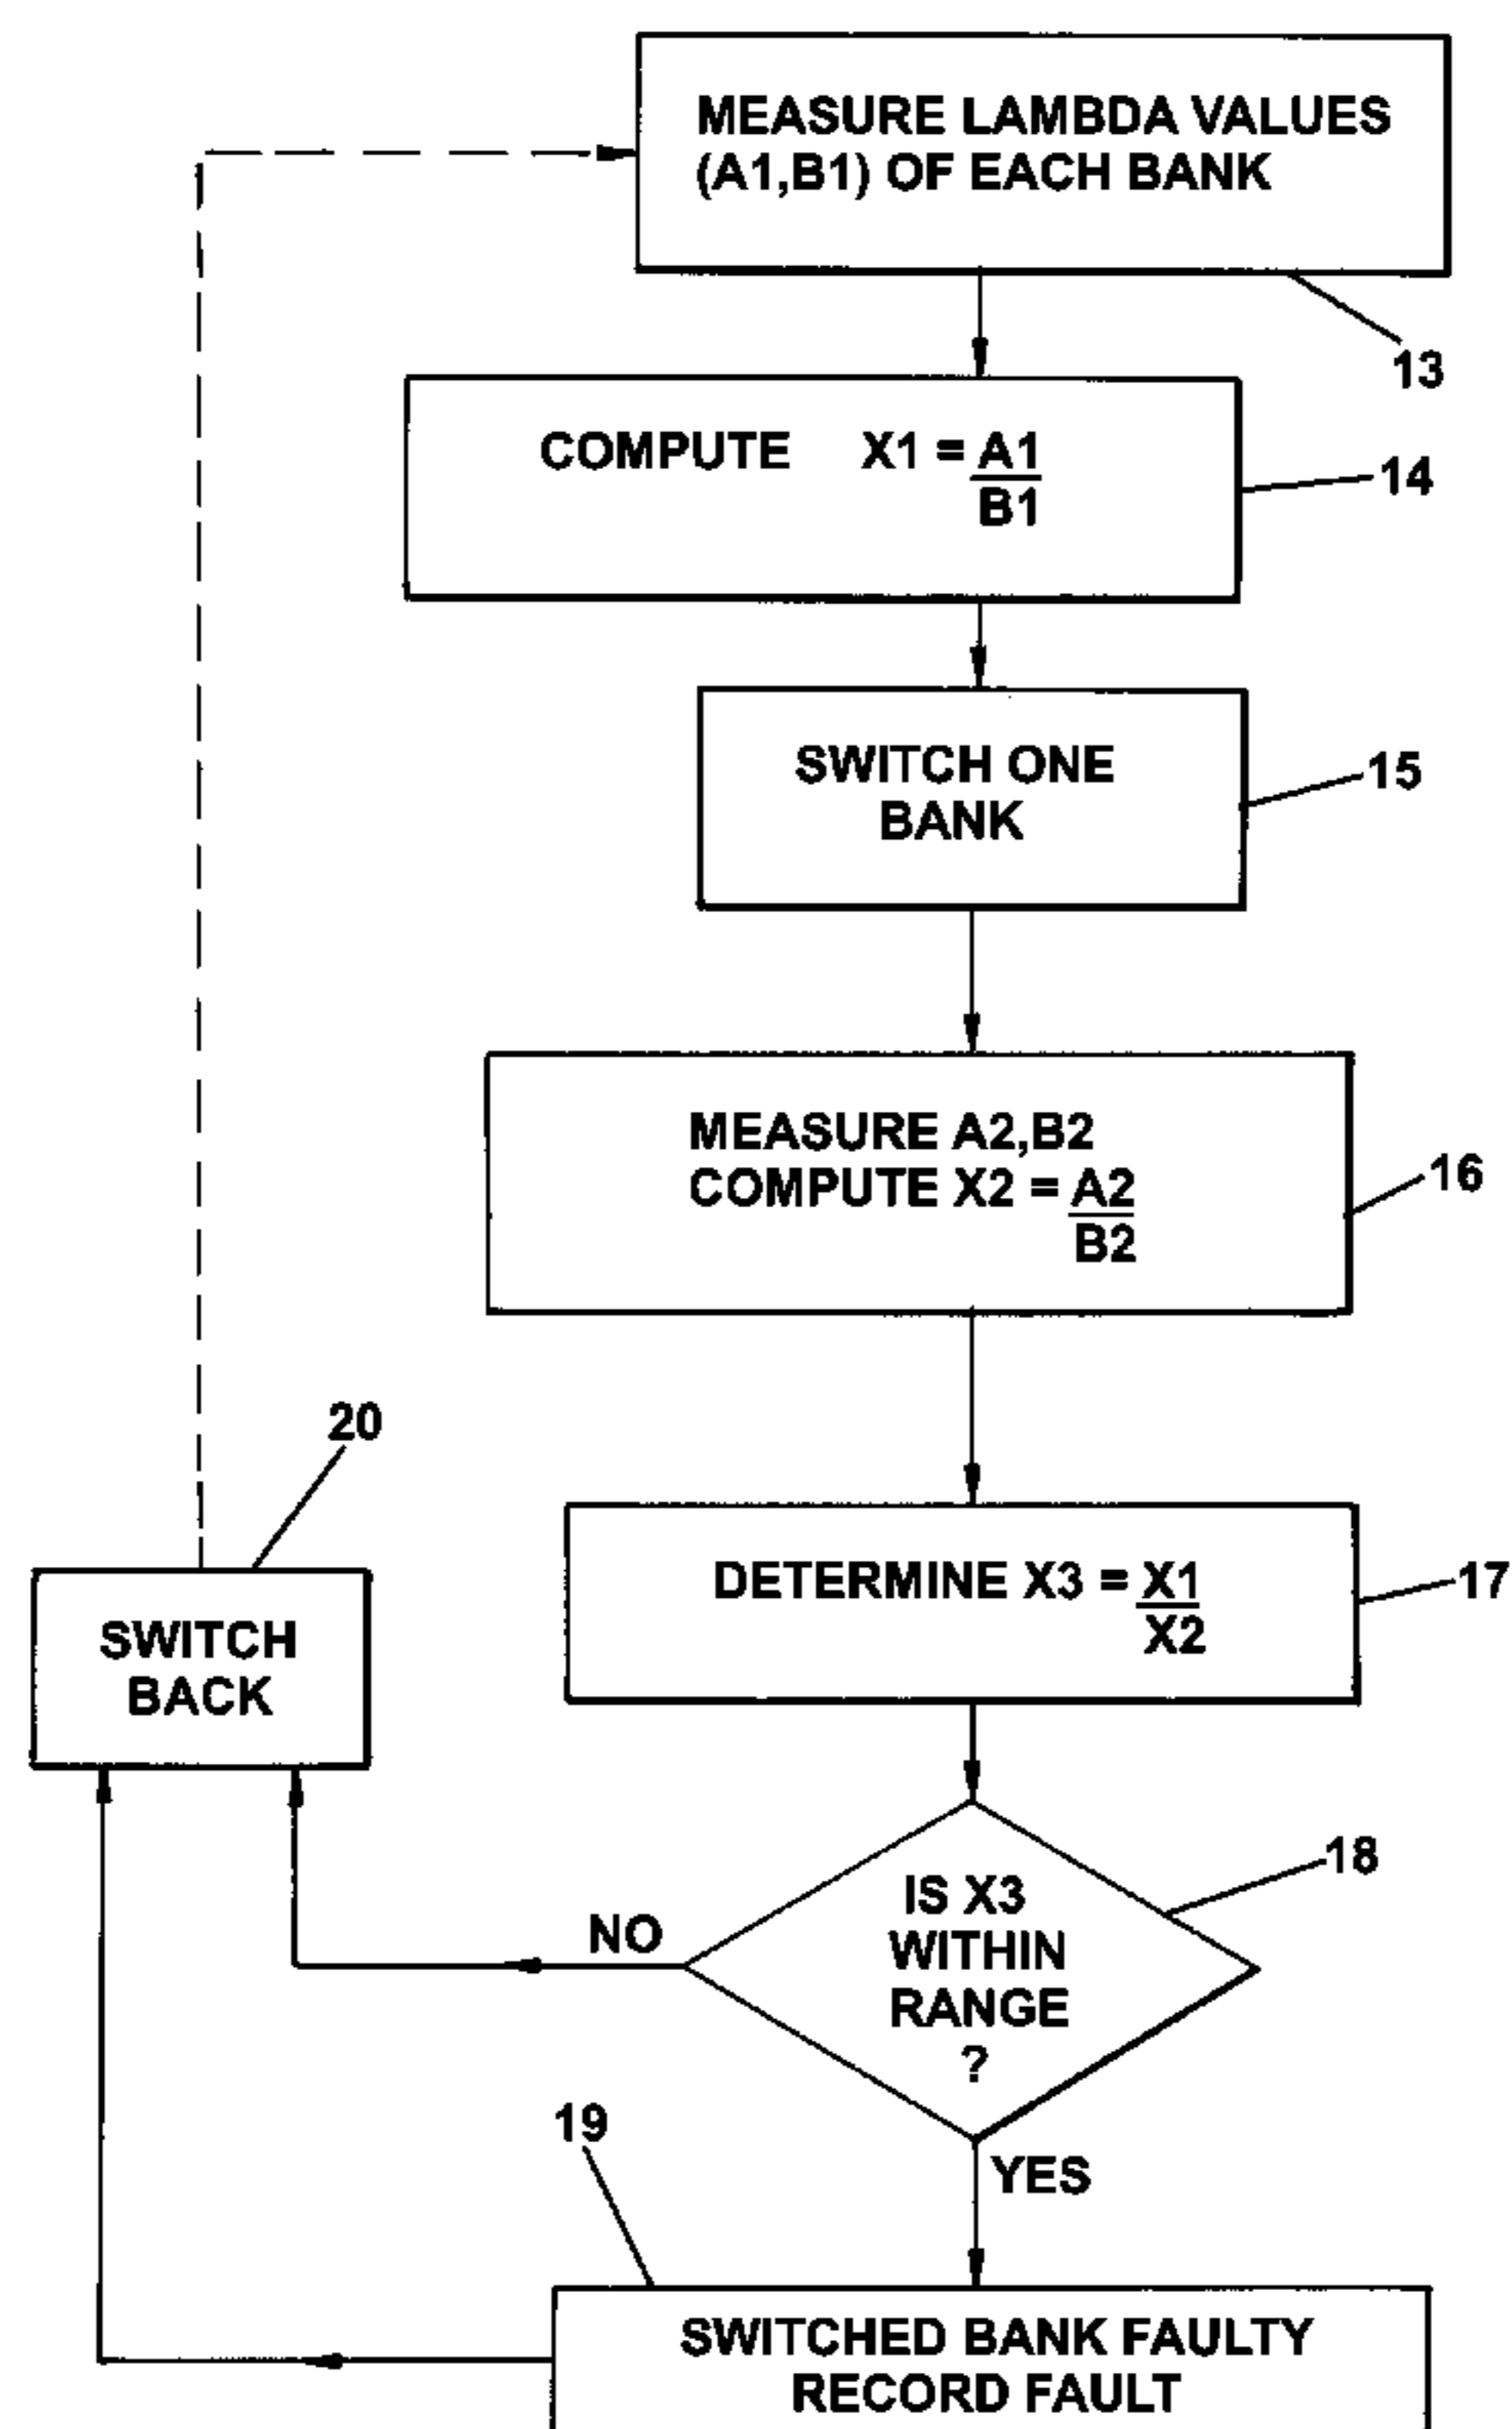 MEASURE LAMBDA VALUES
(A1,B1) OF EACH BANK
13
COMPUTE X1 = A1
B1
14
SWITCH ONE
BANK
15
MEASURE A2,B2
COMPUTE X2 = A2
B2
16
20
DETERMINE X3 = X1
X2
17
SWITCH
BACK
18
IS X3
WITHIN
RANGE
?
NO
19
YES
SWITCHED BANK FAULTY
RECORD FAULT